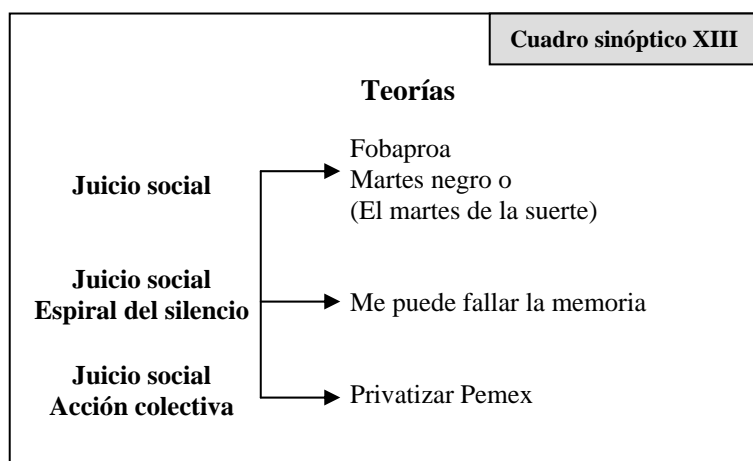 Cuadro sinóptico XIII
Teorías
Juicio social
Fobaproa
Martes negro o
(El martes de la suerte)
Juicio social
Espiral del silencio
Me puede fallar la memoria
Juicio social
Acción colectiva
Privatizar Pemex